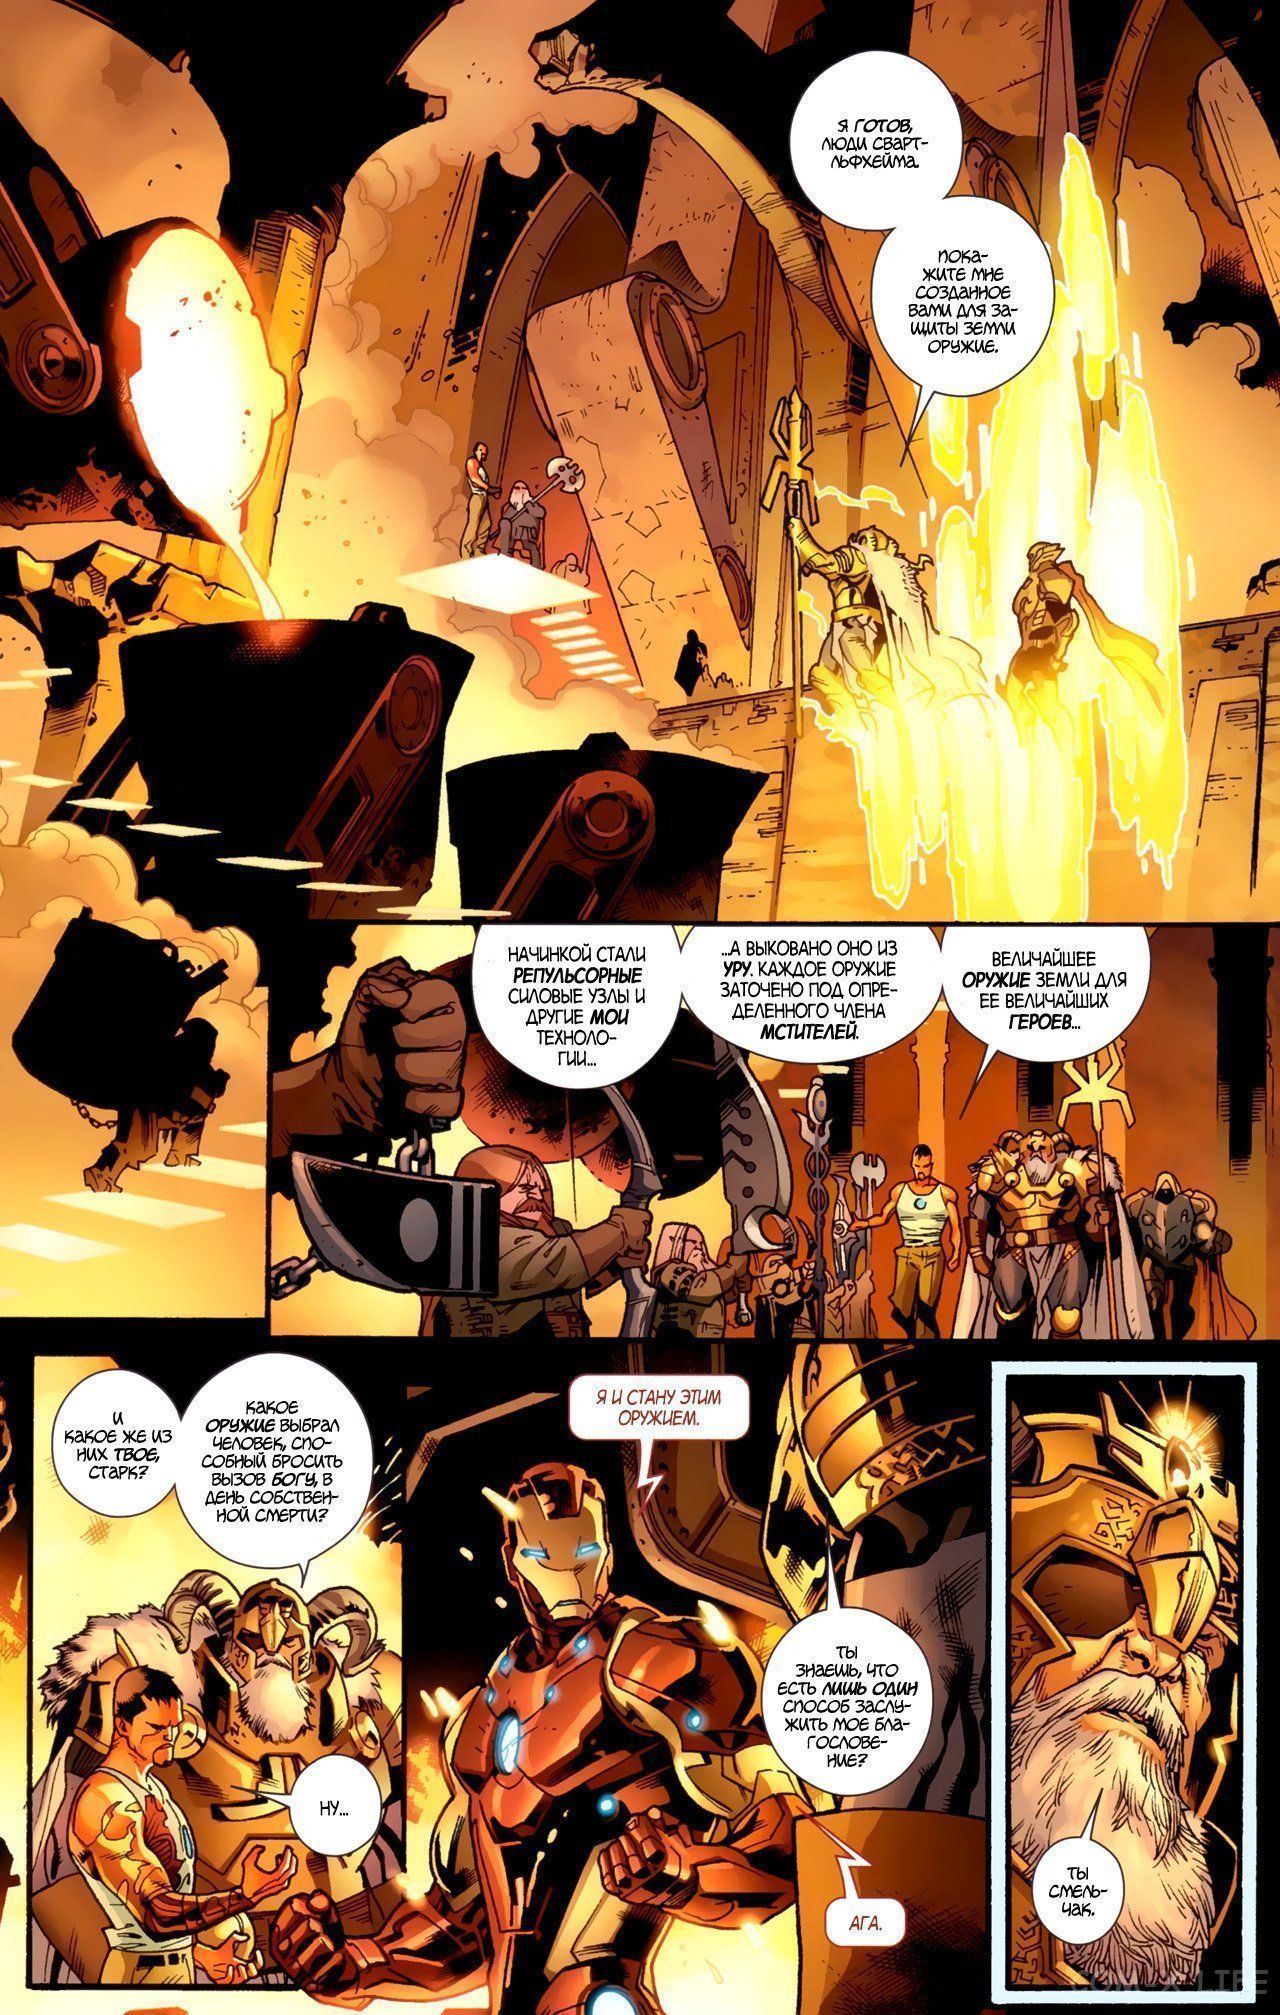 Я ГОТОВ,
ЛЮДИ СВАРТ-
ЛЬФХЕЙМА.
ПОКА-
ЖИТЕ МНЕ
СОЗДАННОЕ
ВАМИ ДЛЯ ЗА-
ЩИТЫ ЗЕМЛИ
ОРУЖИЕ.
НАЧИНКОЙ СТАЛИ
РЕПУЛЬСОРНЫЕ
СИЛОВЫЕ УЗЛЫ И
ДРУГИЕ МОИ
ТЕХНОЛО-
ГИИ...
...А ВЫКОВАНО ОНО ИЗ
УРУ. КАЖДОЕ ОРУЖИЕ
ЗАТОЧЕНО ПОД ОПРЕ-
ДЕЛЕННОГО ЧЛЕНА
МСТИТЕЛЕЙ.
ВЕЛИЧАЙШЕЕ
ОРУЖИЕ ЗЕМЛИ ДЛЯ
ЕЕ ВЕЛИЧАЙШИХ
ГЕРОЕВ...
И
КАКОЕ ЖЕ ИЗ
НИХ ТВОЕ,
СТАРК?
КАКОЕ
ОРУЖИЕ ВЫБРАЛ
ЧЕЛОВЕК, СПО-
СОБНЫЙ БРОСИТЬ
ВЫЗОВ БОГУ, В
ДЕНЬ СОБСТВЕН-
НОЙ СМЕРТИ?
НУ...
Я И СТАНУ ЭТИМ
ОРУЖИЕМ.
ТЫ
ЗНАЕШЬ, ЧТО
ЕСТЬ ЛИШЬ ОДИН
СПОСОБ ЗАСЛУ-
ЖИТЬ МОЕ БЛА-
ГОСЛОВЕ-
НИЕ?
АГА.
ТЫ
СМЕЛЬ-
ЧАК.
COM-X LIFE